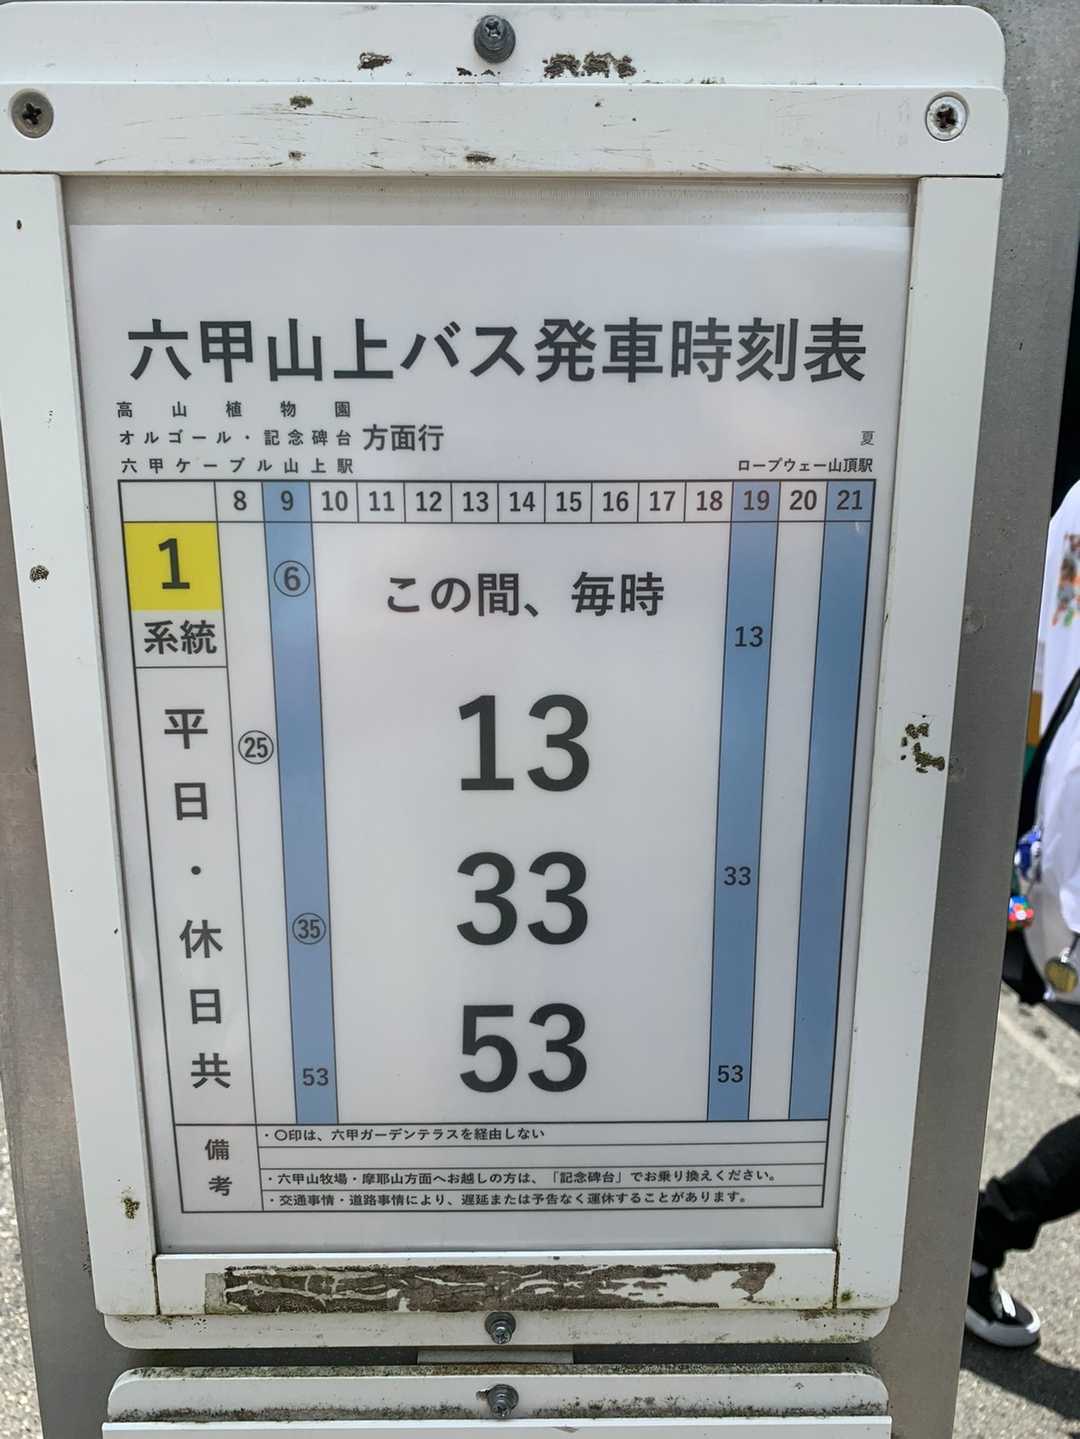 六甲山上バス発車時刻表
高山植物園
オルゴール・記念碑台 方面行
夏
六甲ケーブル山上駅
ロープウェー山頂駅
8 9 10 11 12 13 14 15 16 17 18 19 20 21
1
系統
平日・休日共
⑥
㉕
㉟
53
この間、毎時
13
33
53
13
33
53
備考
・〇印は、六甲ガーデンテラスを経由しない
・六甲山牧場・摩耶山方面へお越しの方は、「記念碑台」でお乗り換えください。
・交通事情・道路事情により、遅延または予告なく運休することがあります。